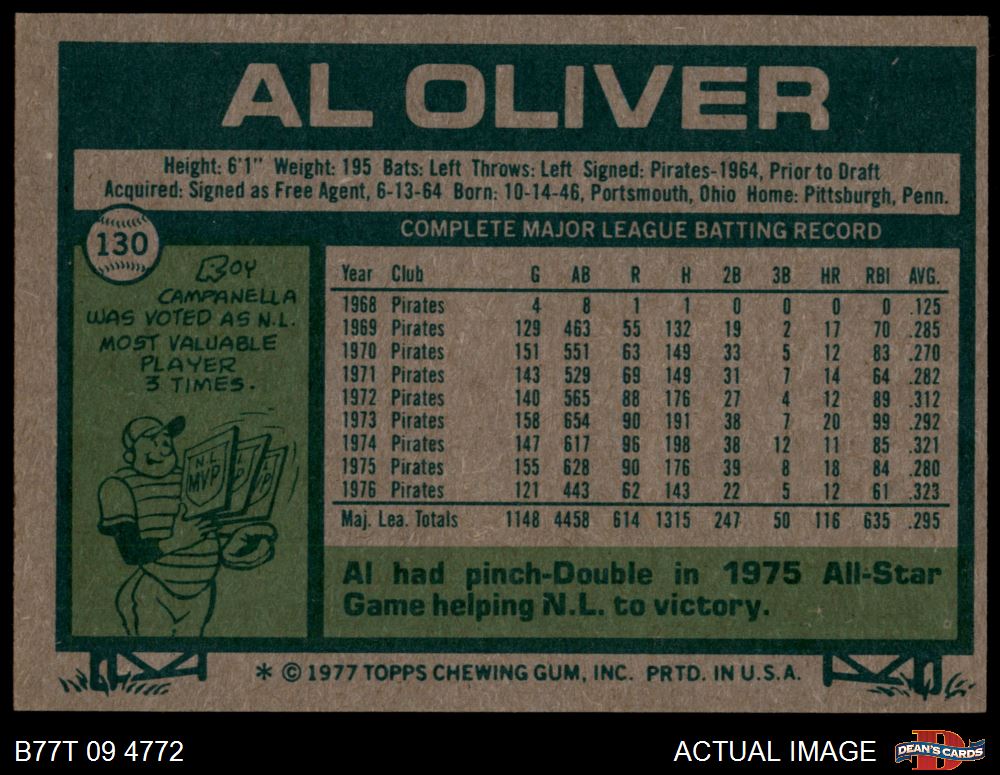 AL OLIVER
Height: 6'1" Weight: 195 Bats: Left Throws: Left Signed: Pirates-1964, Prior to Draft
Acquired: Signed as Free Agent, 6-13-64 Born: 10-14-46, Portsmouth, Ohio Home: Pittsburgh, Penn.
130
ROY
CAMPANELLA
WAS VOTED AS N.L.
MOST VALUABLE
PLAYER
3 TIMES.
N.L.
MVP
COMPLETE MAJOR LEAGUE BATTING RECORD
Year Club G AB R H 2B 3B HR RBI AVG.
1968 Pirates 4 8 1 1 0 0 0 0 .125
1969 Pirates 129 463 55 132 19 2 17 70 .285
1970 Pirates 151 551 63 149 33 5 12 83 .270
1971 Pirates 143 529 69 149 31 7 14 64 .282
1972 Pirates 140 565 88 176 27 4 12 89 .312
1973 Pirates 158 654 90 191 38 7 20 99 .292
1974 Pirates 147 617 96 198 38 12 11 85 .321
1975 Pirates 155 628 90 176 39 8 18 84 .280
1976 Pirates 121 443 62 143 22 5 12 61 .323
Maj. Lea. Totals 1148 4458 614 1315 247 50 116 635 .295
Al had pinch-Double in 1975 All-Star
Game helping N.L. to victory.
* © 1977 TOPPS CHEWING GUM, INC. PRTD. IN U.S.A.
B77T 09 4772
ACTUAL IMAGE
DEAN'S CARDS